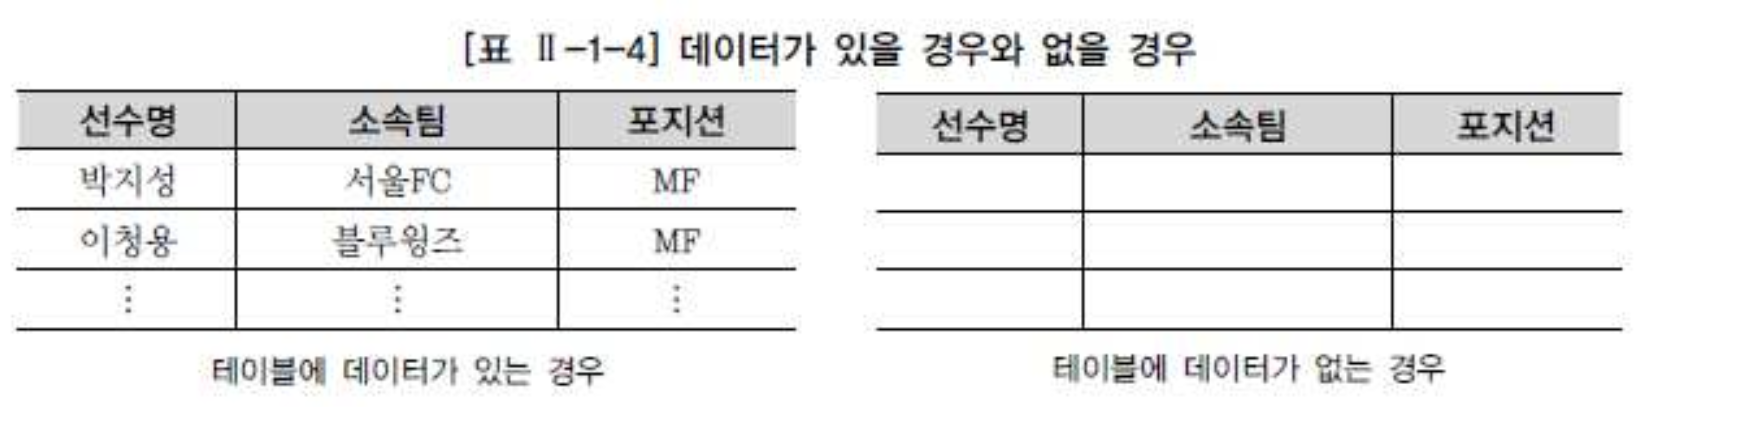 [표 Ⅱ-1-4] 데이터가 있을 경우와 없을 경우
선수명 소속팀 포지션
박지성 서울FC MF
이청용 블루윙즈 MF
⋮ ⋮ ⋮
테이블에 데이터가 있는 경우
선수명 소속팀 포지션
테이블에 데이터가 없는 경우